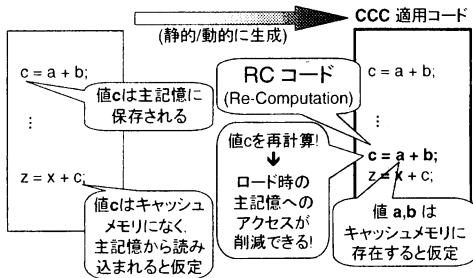 CCC 適用コード
(静的/動的に生成)
c = a + b;
値cは主記憶に
保存される
⋮
z = x + c;
値cはキャッシュ
メモリになく,
主記憶から読み
込まれると仮定
c = a + b;
RC コード
(Re-Computation)
⋮
値cを再計算!
↓
ロード時の
主記憶への
アクセスが
削減できる!
c = a + b;
z = x + c;
値 a,b は
キャッシュメモリに
存在すると仮定